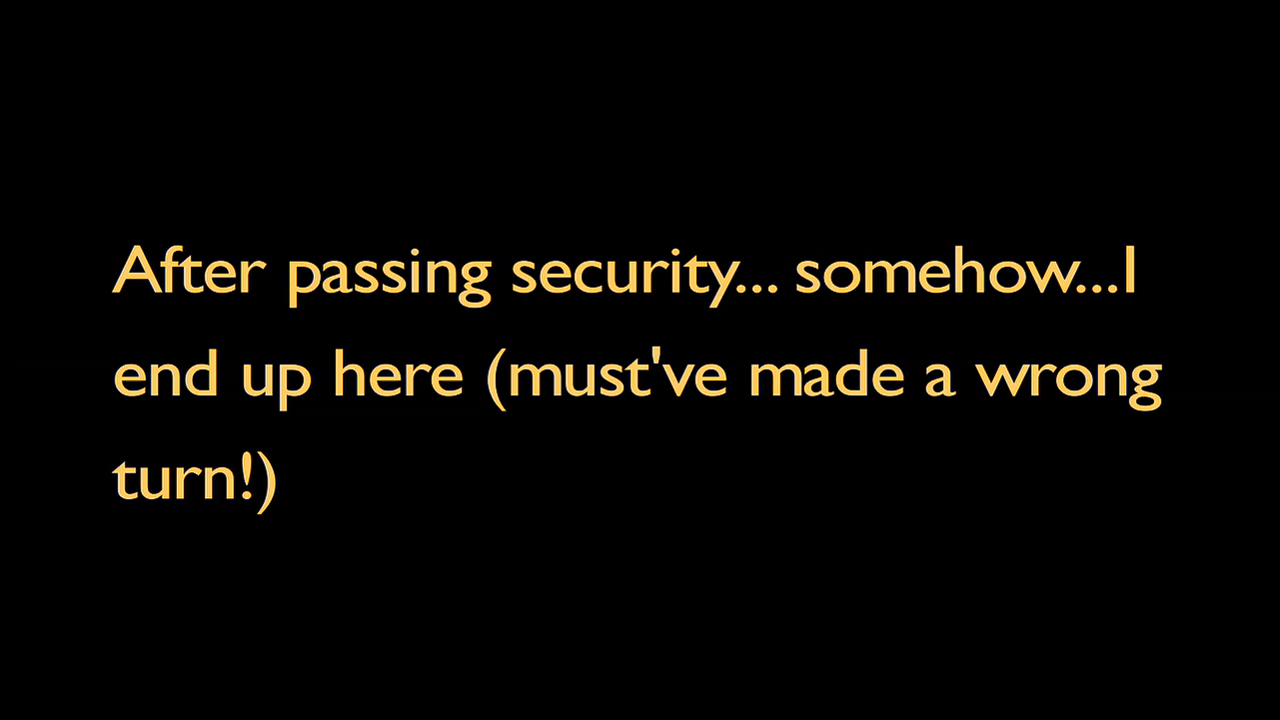 After passing security... somehow...I
end up here (must've made a wrong
turn!)